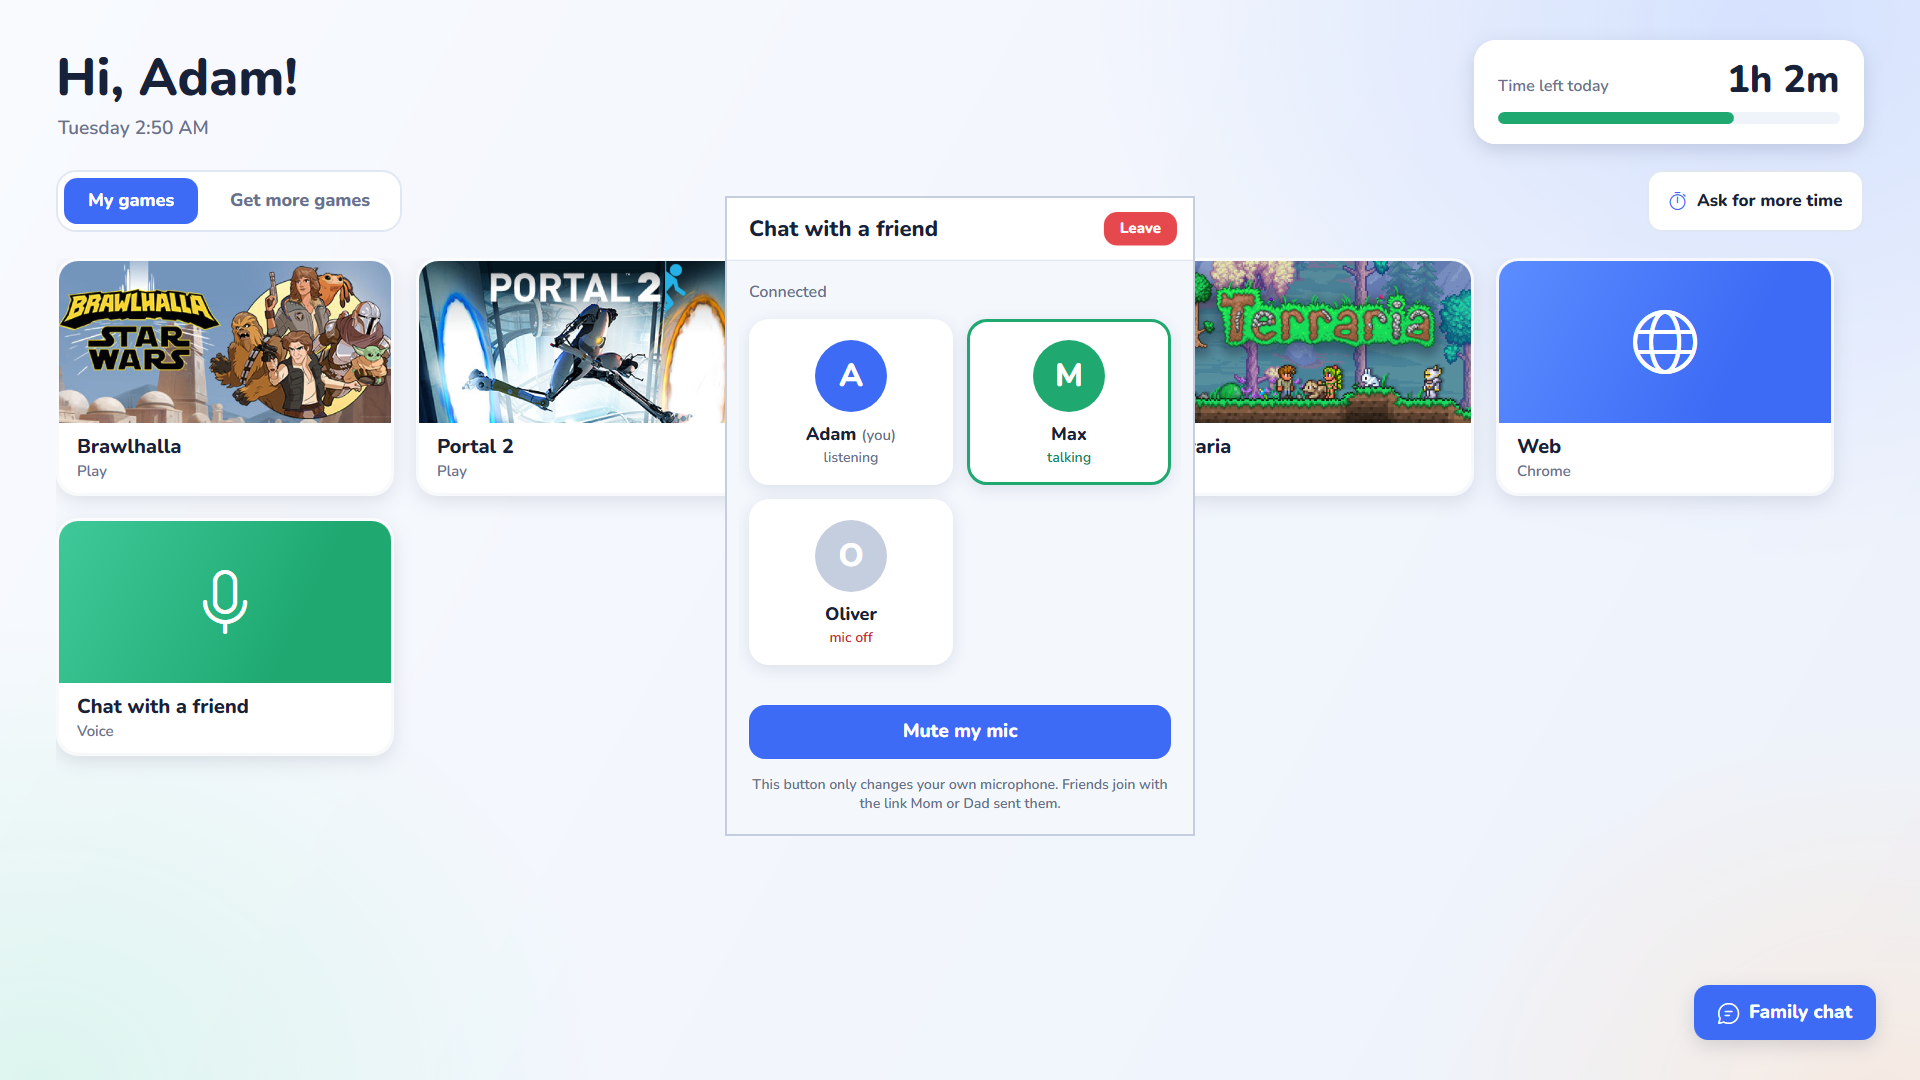 Hi, Adam!
Tuesday 2:50 AM
Time left today
1h 2m
My games
Get more games
Ask for more time
Chat with a friend
Leave
Connected
A
Adam (you)
listening
M
Max
talking
O
Oliver
mic off
Mute my mic
This button only changes your own microphone. Friends join with
the link Mom or Dad sent them.
BRAWLHALLA
STAR
WARS
Brawlhalla
Play
PORTAL 2
Portal 2
Play
Terraria
raria
Web
Chrome
Chat with a friend
Voice
Family chat